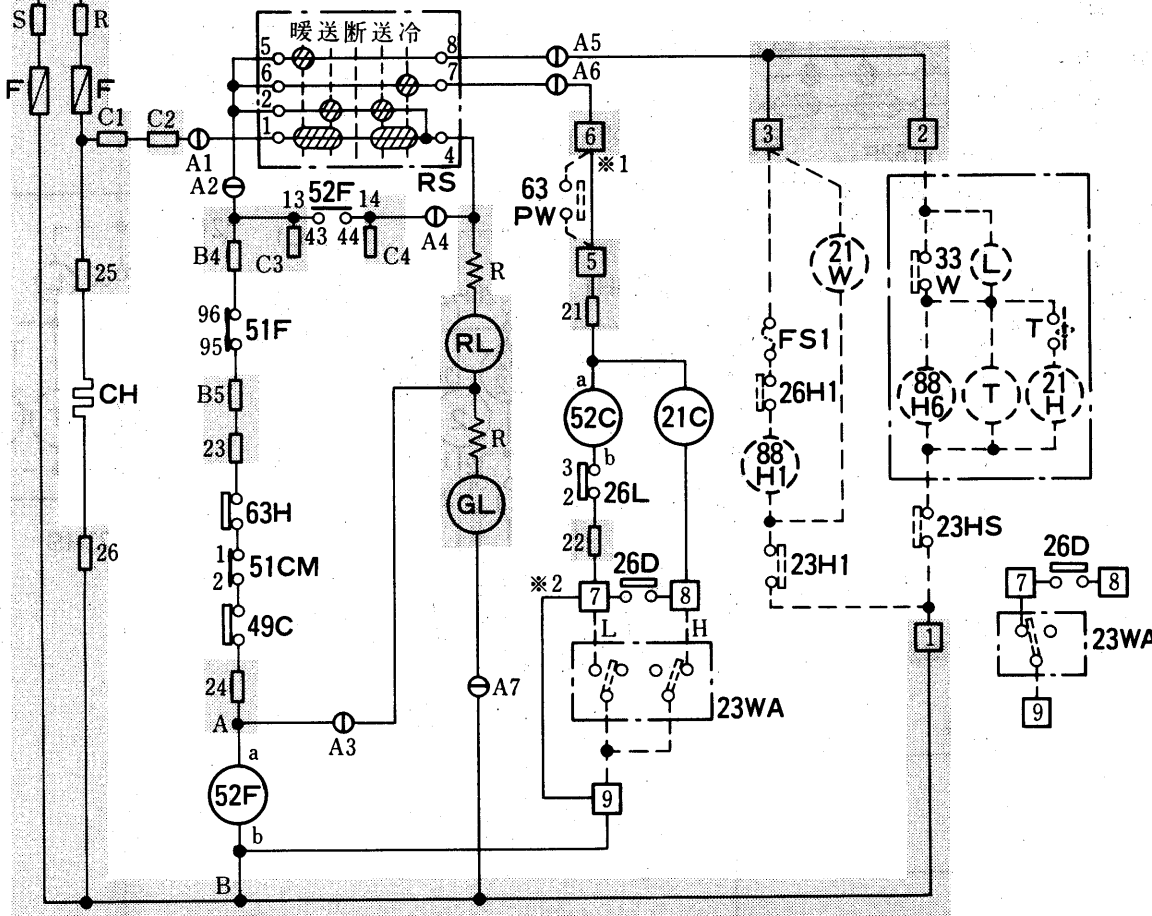 S R
暖送断送冷
5 8 A5
F F
6 7 A6
2
C1 C2
1 4
A1
RS
A2
3 2
6
※1
63
PW
52F
13 14
43 44
A4
B4 C3 C4
R
5
21
W
33
W
L
25
96
95
51F
RL
21
T
FS1
CH
B5
a
52C
21C
26H1
88
H6
T
21
H
23
R
b
3
2
26L
88
H1
GL
63H
22
23HS
26
1
2
51CM
26D
※2
7 8
23H1
26D
7 8
49C
L H
1
23WA
24
A7
23WA
A
A3
9
a
52F
9
b
B